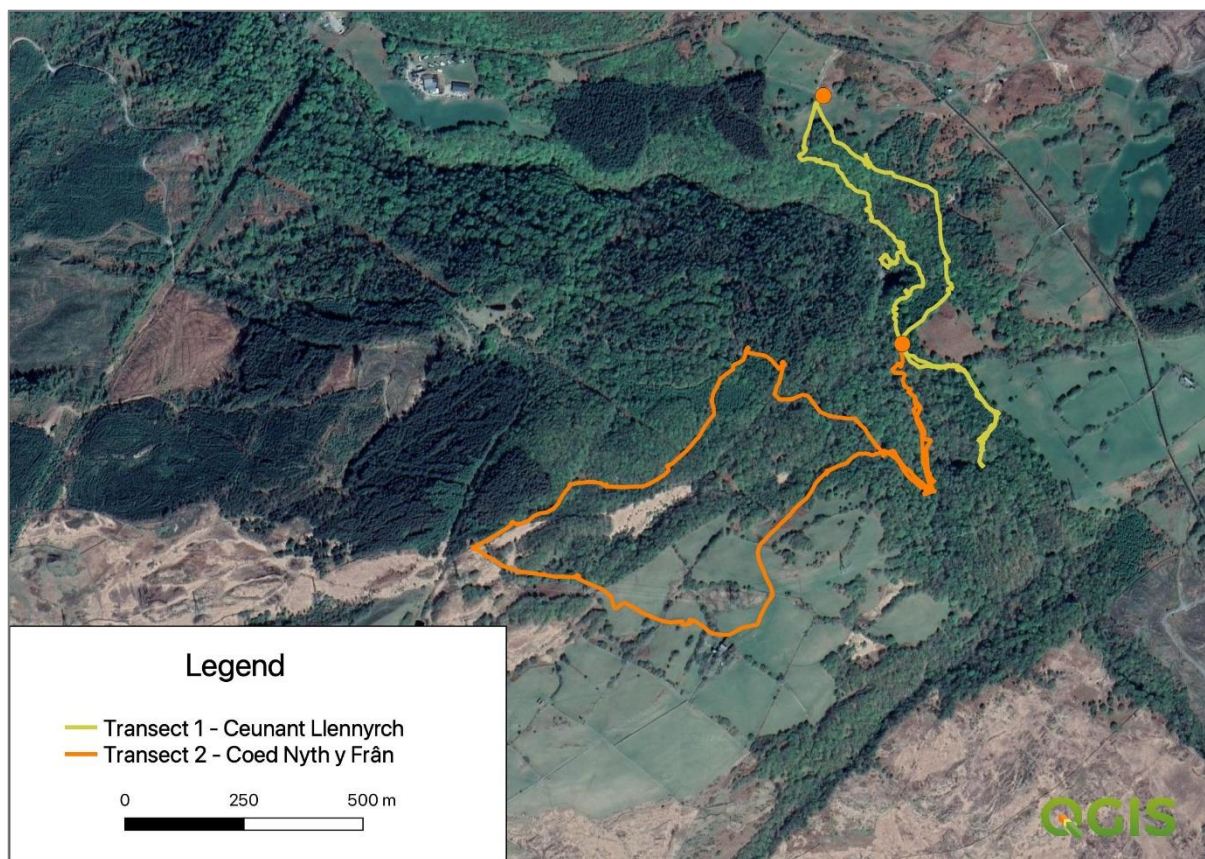 Legend
Transect 1 - Ceunant Llennyrch
Transect 2 - Coed Nyth y Frân
0 250 500 m
QGIS